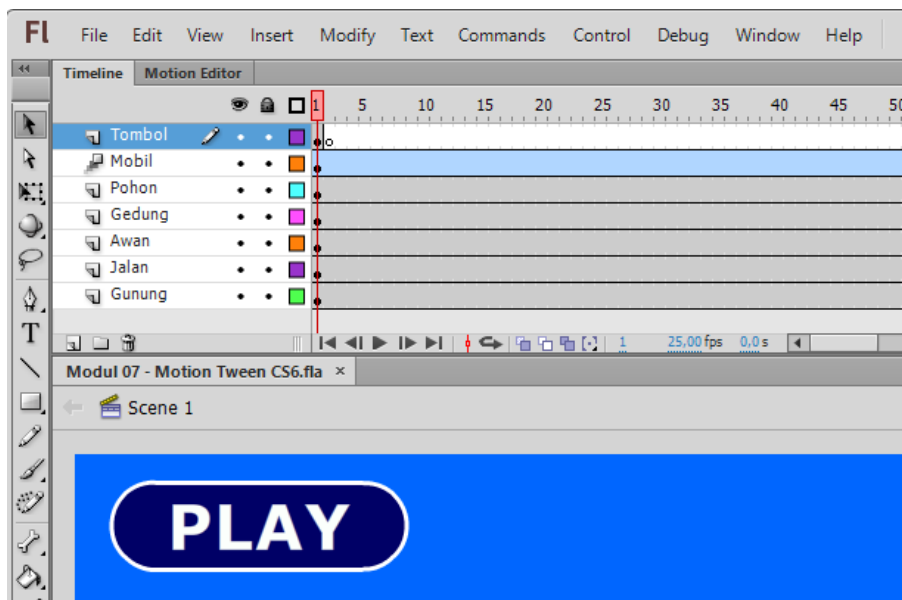 Fl File Edit View Insert Modify Text Commands Control Debug Window Help
Timeline Motion Editor
1 5 10 15 20 25 30 35 40 45 50
Tombol
Mobil
Pohon
Gedung
Awan
Jalan
Gunung
1 25,00 fps 0,0 s
T
Modul 07 - Motion Tween CS6.fla ×
Scene 1
PLAY